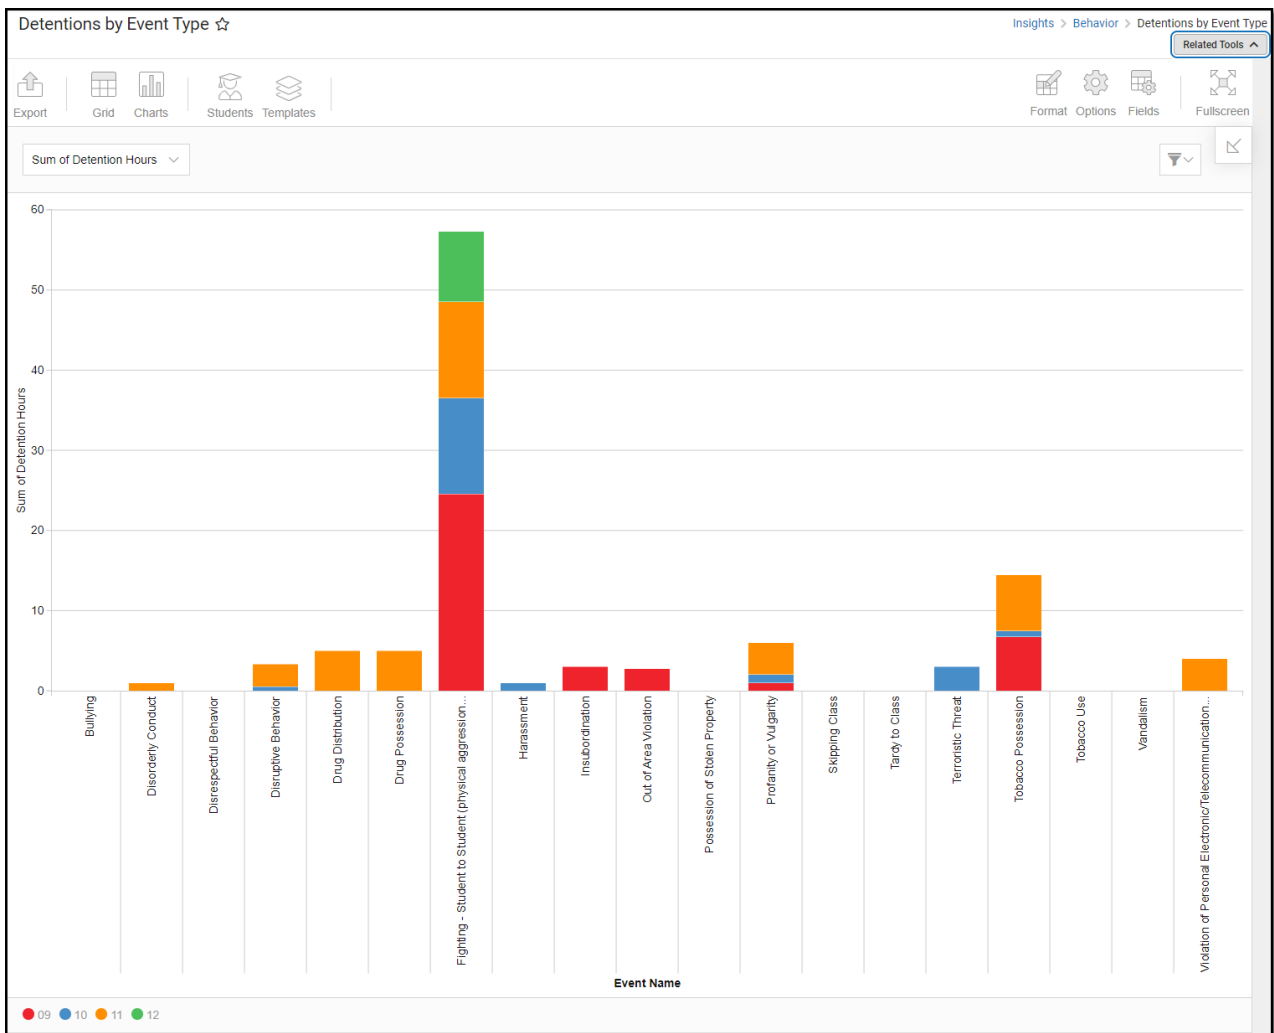 Detentions by Event Type
Insights > Behavior > Detentions by Event Type
Related Tools
Export
Grid
Charts
Students
Templates
Format
Options
Fields
Fullscreen
Sum of Detention Hours
60
50
40
30
20
10
0
Sum of Detention Hours
Bullying
Disorderly Conduct
Disrespectful Behavior
Disruptive Behavior
Drug Distribution
Drug Possession
Fighting - Student to Student (physical aggression...
Harassment
Insubordination
Out of Area Violation
Possession of Stolen Property
Profanity or Vulgarity
Skipping Class
Tardy to Class
Terroristic Threat
Tobacco Possession
Tobacco Use
Vandalism
Violation of Personal Electronic/Telecommunication...
Event Name
09 10 11 12